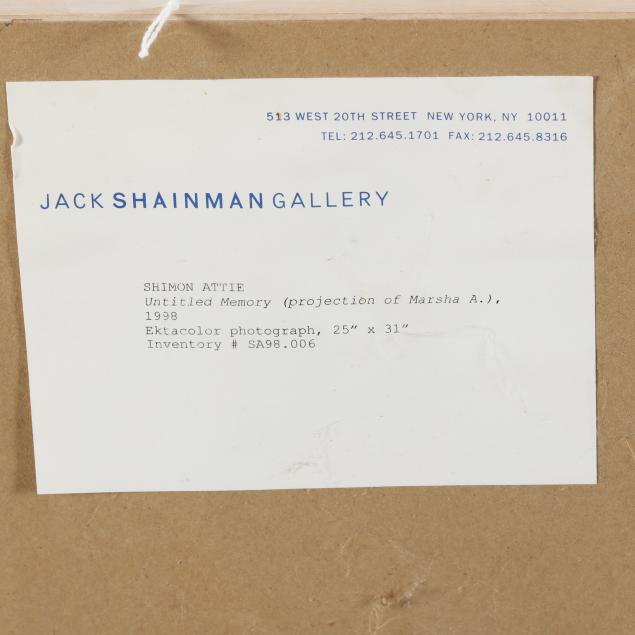 513 WEST 20TH STREET NEW YORK, NY 10011
TEL: 212.645.1701 FAX: 212.645.8316
JACK SHAINMAN GALLERY
SHIMON ATTIE
Untitled Memory (projection of Marsha A.),
1998
Ektacolor photograph, 25" x 31"
Inventory # SA98.006